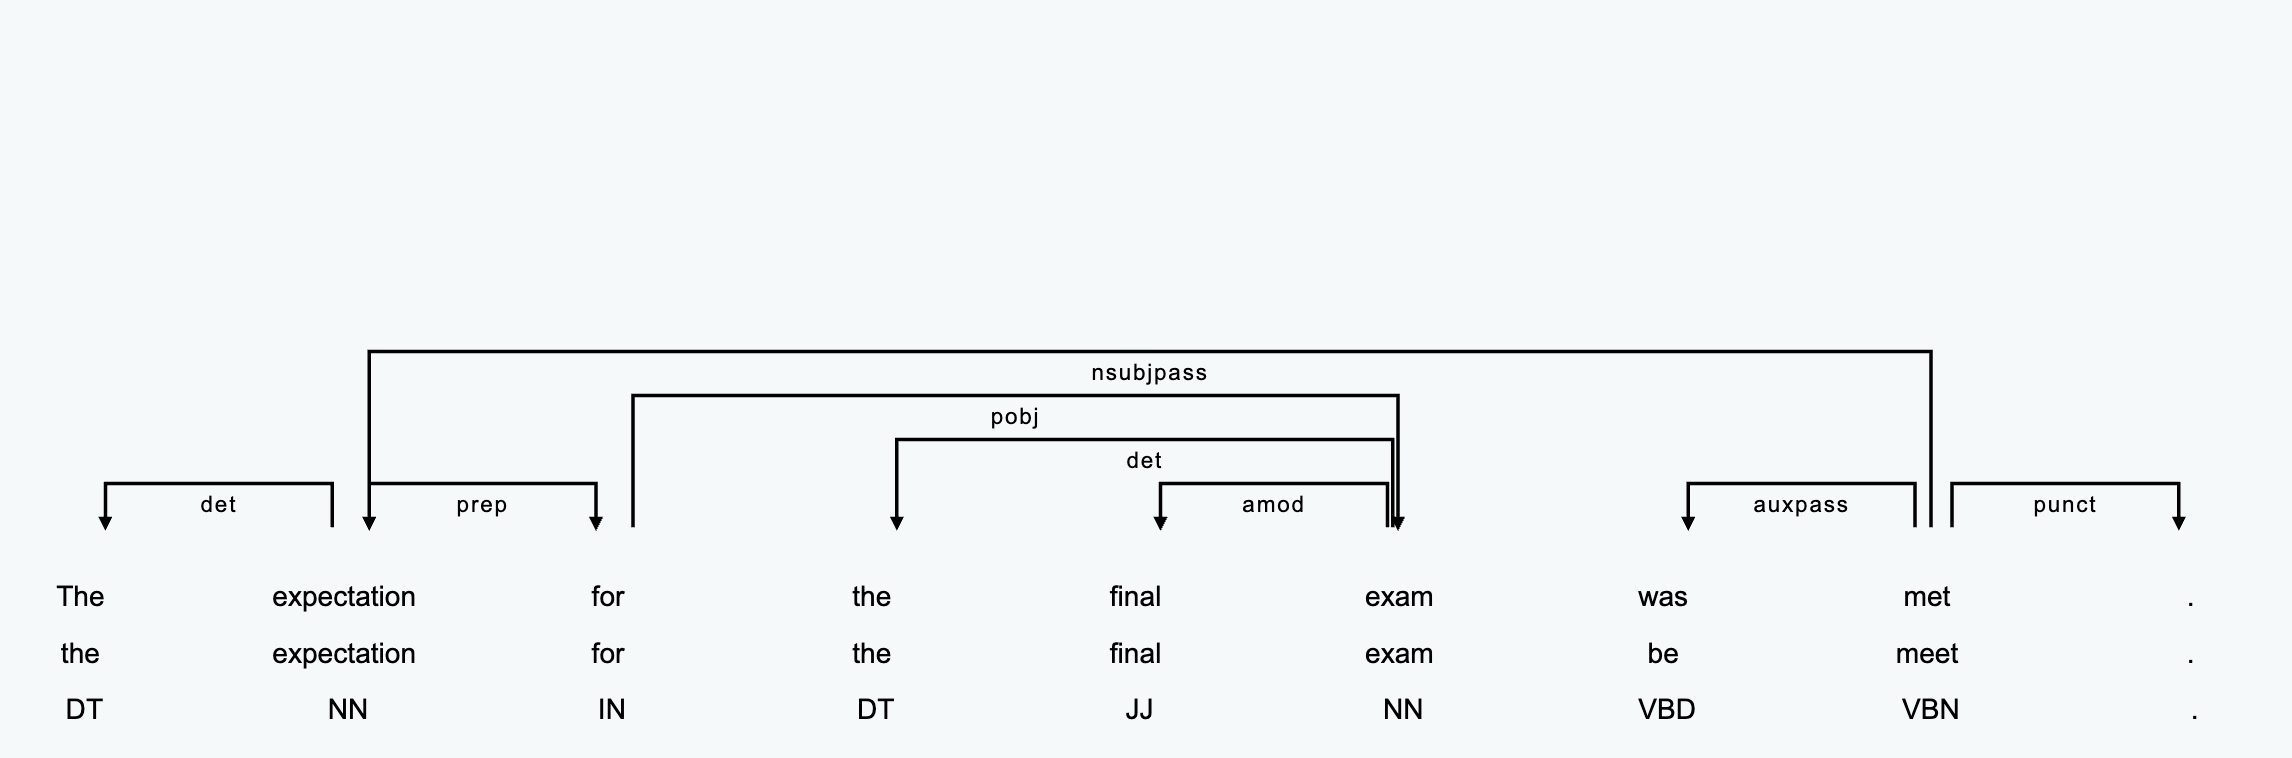 nsubjpass
pobj
det
det prep amod auxpass punct
The expectation for the final exam was met .
the expectation for the final exam be meet .
DT NN IN DT JJ NN VBD VBN .